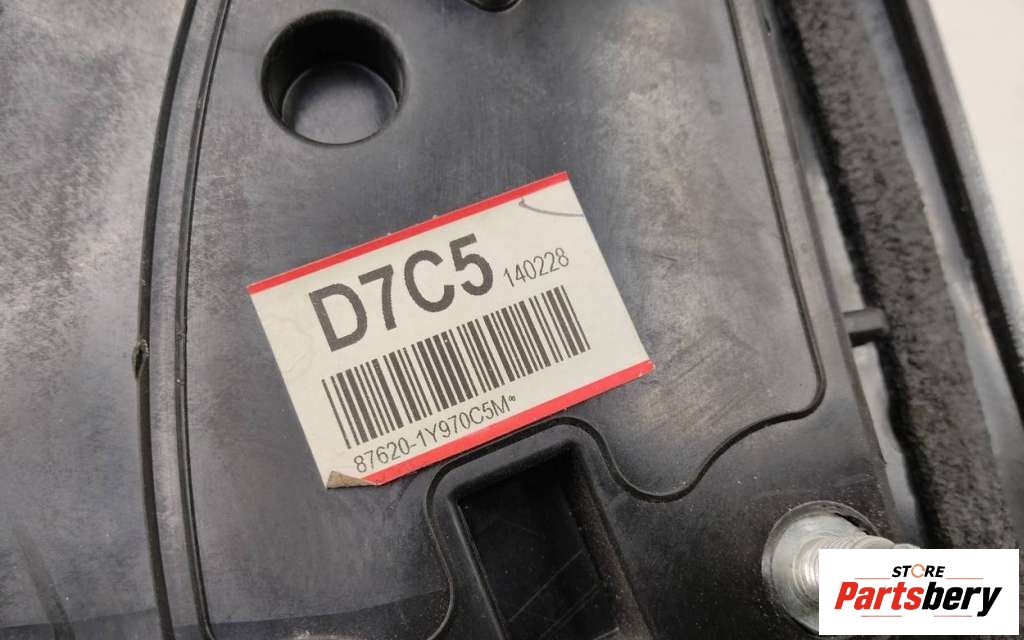 D7C5 140228
87620-1Y970C5M*
STORE
Partsbery